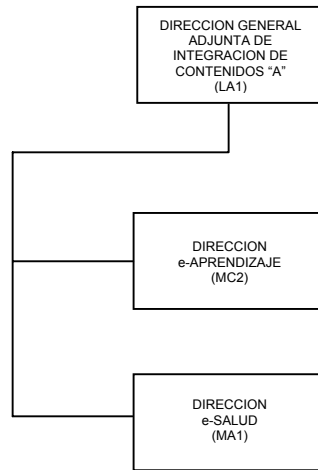 DIRECCION GENERAL
ADJUNTA DE
INTEGRACION DE
CONTENIDOS “A”
(LA1)
DIRECCION
e-APRENDIZAJE
(MC2)
DIRECCION
e-SALUD
(MA1)